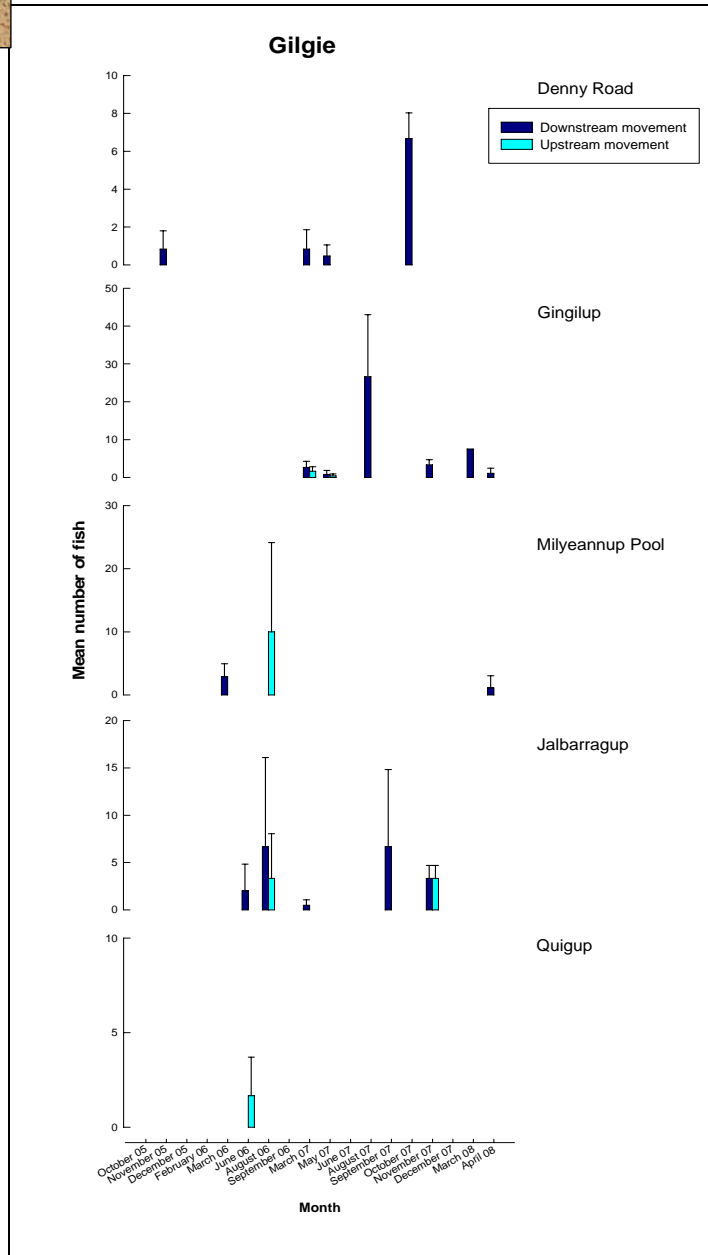 Gilgie
Denny Road
Downstream movement
Upstream movement
10
8
6
4
2
0
Gingilup
50
40
30
20
10
0
Milyeannup Pool
30
20
10
0
Jalbarragup
20
15
10
5
0
Quigup
10
5
0
Mean number of fish
October 05
November 05
December 05
February 06
March 06
June 06
August 06
September 06
March 07
May 07
June 07
August 07
September 07
October 07
November 07
December 07
March 08
April 08
Month